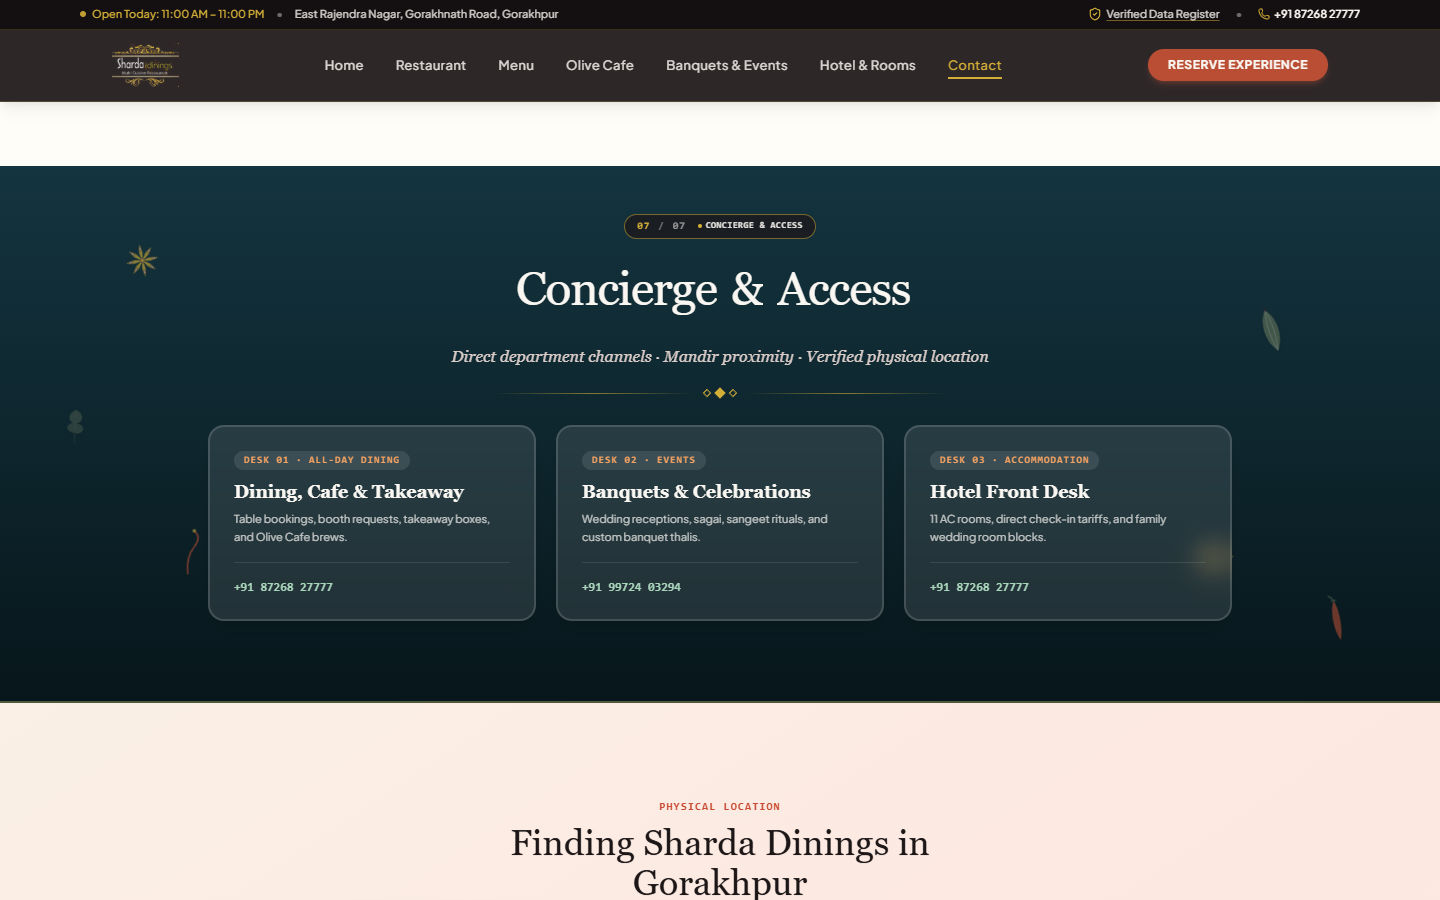 Open Today: 11:00 AM – 11:00 PM • East Rajendra Nagar, Gorakhnath Road, Gorakhpur
Verified Data Register • +91 87268 27777
Sharda dinings
Multi Cuisine Restaurant
Home Restaurant Menu Olive Cafe Banquets & Events Hotel & Rooms Contact
RESERVE EXPERIENCE
07 / 07 • CONCIERGE & ACCESS
Concierge & Access
Direct department channels · Mandir proximity · Verified physical location
DESK 01 · ALL-DAY DINING
Dining, Cafe & Takeaway
Table bookings, booth requests, takeaway boxes,
and Olive Cafe brews.
+91 87268 27777
DESK 02 · EVENTS
Banquets & Celebrations
Wedding receptions, sagai, sangeet rituals, and
custom banquet thalis.
+91 99724 03294
DESK 03 · ACCOMMODATION
Hotel Front Desk
11 AC rooms, direct check-in tariffs, and family
wedding room blocks.
+91 87268 27777
PHYSICAL LOCATION
Finding Sharda Dinings in
Gorakhpur